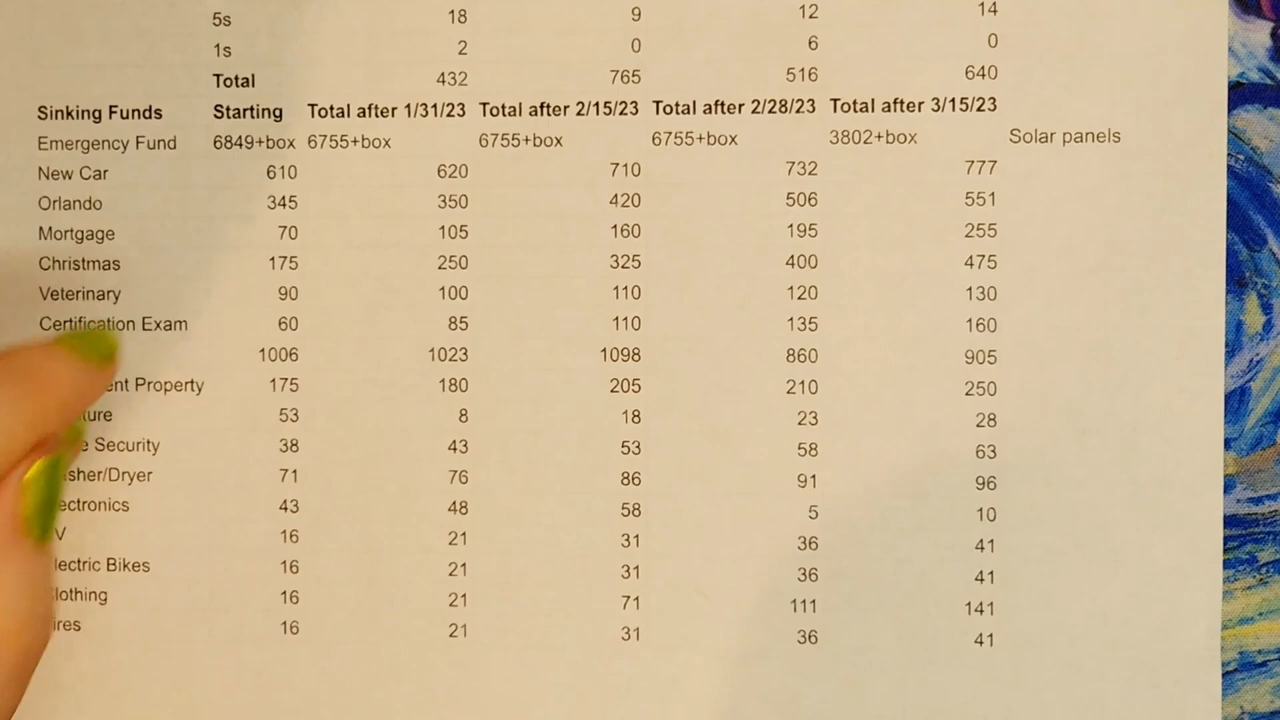 5s 18 9 12 14
1s 2 0 6 0
Total 432 765 516 640
Sinking Funds Starting Total after 1/31/23 Total after 2/15/23 Total after 2/28/23 Total after 3/15/23
Emergency Fund 6849+box 6755+box 6755+box 6755+box 3802+box Solar panels
New Car 610 620 710 732 777
Orlando 345 350 420 506 551
Mortgage 70 105 160 195 255
Christmas 175 250 325 400 475
Veterinary 90 100 110 120 130
Certification Exam 60 85 110 135 160
1006 1023 1098 860 905
Property 175 180 205 210 250
53 8 18 23 28
Security 38 43 53 58 63
sher/Dryer 71 76 86 91 96
ectronics 43 48 58 5 10
V 16 21 31 36 41
lectric Bikes 16 21 31 36 41
lothing 16 21 71 111 141
ires 16 21 31 36 41